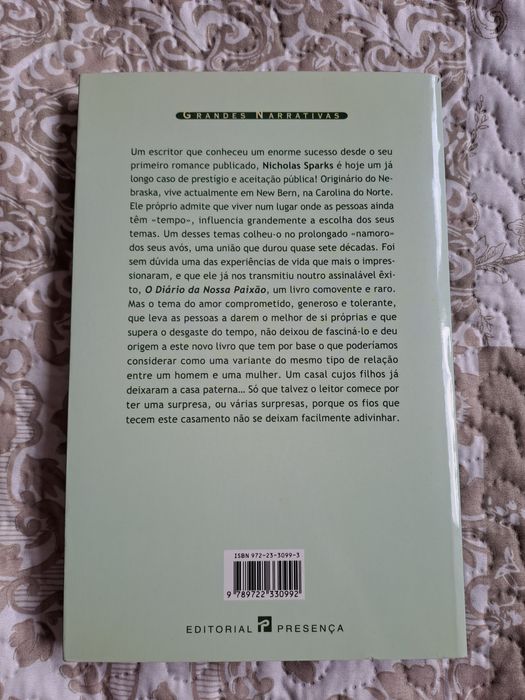 GRANDES NARRATIVAS
Um escritor que conheceu um enorme sucesso desde o seu
primeiro romance publicado, Nicholas Sparks é hoje um já
longo caso de prestígio e aceitação pública! Originário do Ne-
braska, vive actualmente em New Bern, na Carolina do Norte.
Ele próprio admite que viver num lugar onde as pessoas ainda
têm «tempo», influencia grandemente a escolha dos seus
temas. Um desses temas colheu-o no prolongado «namoro»
dos seus avós, uma união que durou quase sete décadas. Foi
sem dúvida uma das experiências de vida que mais o impres-
sionaram, e que ele já nos transmitiu noutro assinalável êxi-
to, O Diário da Nossa Paixão, um livro comovente e raro.
Mas o tema do amor comprometido, generoso e tolerante,
que leva as pessoas a darem o melhor de si próprias e que
supera o desgaste do tempo, não deixou de fasciná-lo e deu
origem a este novo livro que tem por base o que poderíamos
considerar como uma variante do mesmo tipo de relação
entre um homem e uma mulher. Um casal cujos filhos já
deixaram a casa paterna... Só que talvez o leitor comece por
ter uma surpresa, ou várias surpresas, porque os fios que
tecem este casamento não se deixam facilmente adivinhar.
ISBN 972-23-3099-3
9 789722 330992
EDITORIAL PRESENÇA